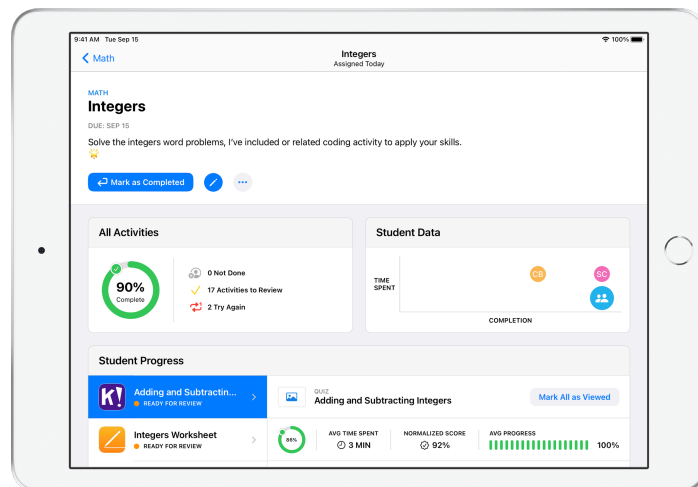 9:41 AM Tue Sep 15
100%
Math
Integers
Assigned Today
MATH
Integers
DUE: SEP 15
Solve the integers word problems, I've included or related coding activity to apply your skills.
Mark as Completed
All Activities
90%
Complete
0 Not Done
17 Activities to Review
2 Try Again
Student Data
TIME
SPENT
CB
SC
COMPLETION
Student Progress
K!
Adding and Subtractin...
READY FOR REVIEW
QUIZ
Adding and Subtracting Integers
Mark All as Viewed
Integers Worksheet
READY FOR REVIEW
86%
AVG TIME SPENT
3 MIN
NORMALIZED SCORE
92%
AVG PROGRESS
100%